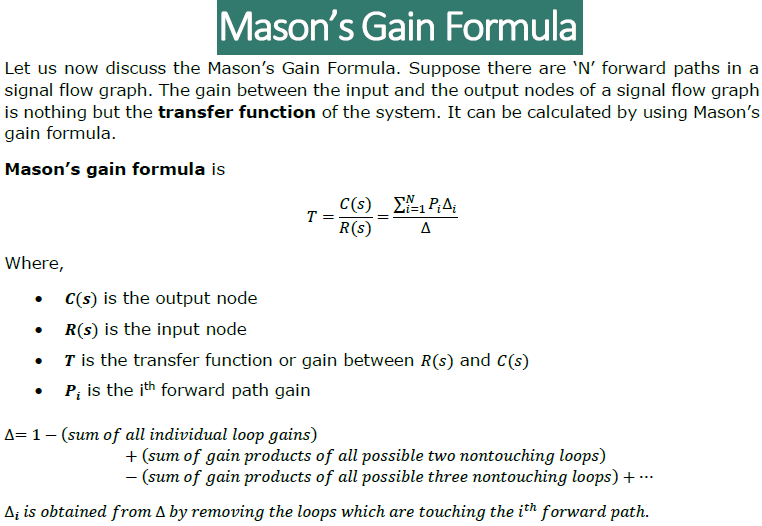 Mason's Gain Formula
Let us now discuss the Mason's Gain Formula. Suppose there are 'N' forward paths in a
signal flow graph. The gain between the input and the output nodes of a signal flow graph
is nothing but the transfer function of the system. It can be calculated by using Mason's
gain formula.
Mason's gain formula is
T = C(s)/R(s) = ∑ᴺᵢ₌₁ PᵢΔᵢ / Δ
Where,
• C(s) is the output node
• R(s) is the input node
• T is the transfer function or gain between R(s) and C(s)
• Pᵢ is the iᵗʰ forward path gain
Δ= 1 − (sum of all individual loop gains)
+ (sum of gain products of all possible two nontouching loops)
− (sum of gain products of all possible three nontouching loops) + ⋯
Δᵢ is obtained from Δ by removing the loops which are touching the iᵗʰ forward path.